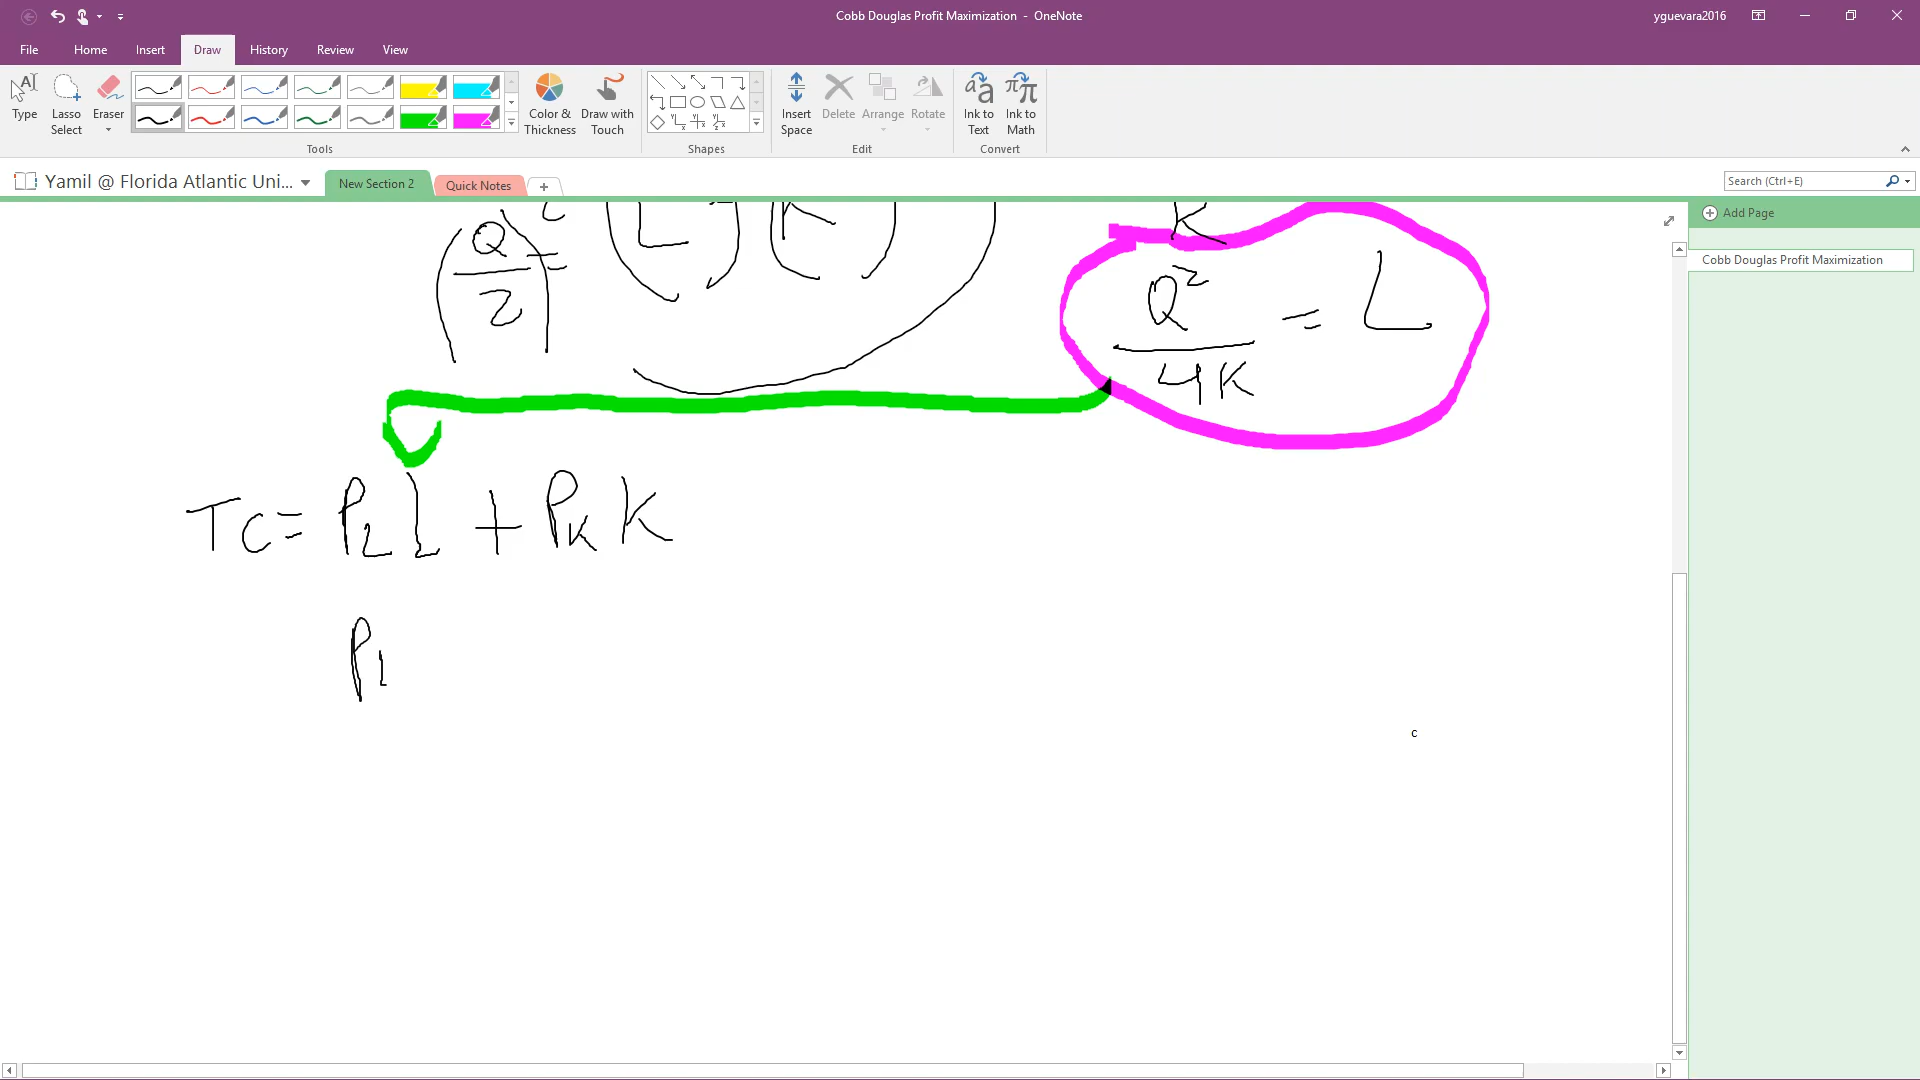 Cobb Douglas Profit Maximization - OneNote
yguevara2016
File Home Insert Draw History Review View
Type
Lasso Select
Eraser
Color & Thickness
Draw with Touch
Insert Space
Delete
Arrange
Rotate
Ink to Text
Ink to Math
Tools
Shapes
Edit
Convert
Yamil @ Florida Atlantic Uni...
New Section 2
Quick Notes
Search (Ctrl+E)
Add Page
Cobb Douglas Profit Maximization
(Q/2)² = ((L)(K))
K
Q²/4K = L
TC = P_L L + P_K K
P_L
c